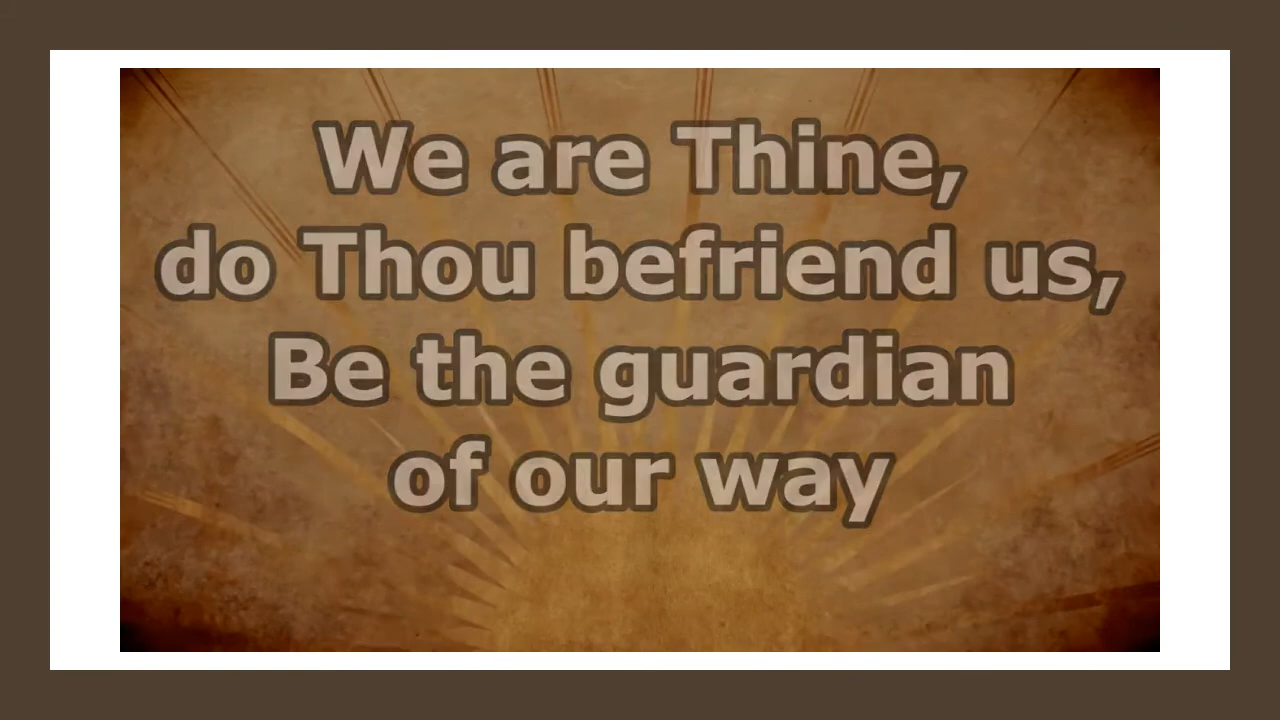 We are Thine,
do Thou befriend us,
Be the guardian
of our way